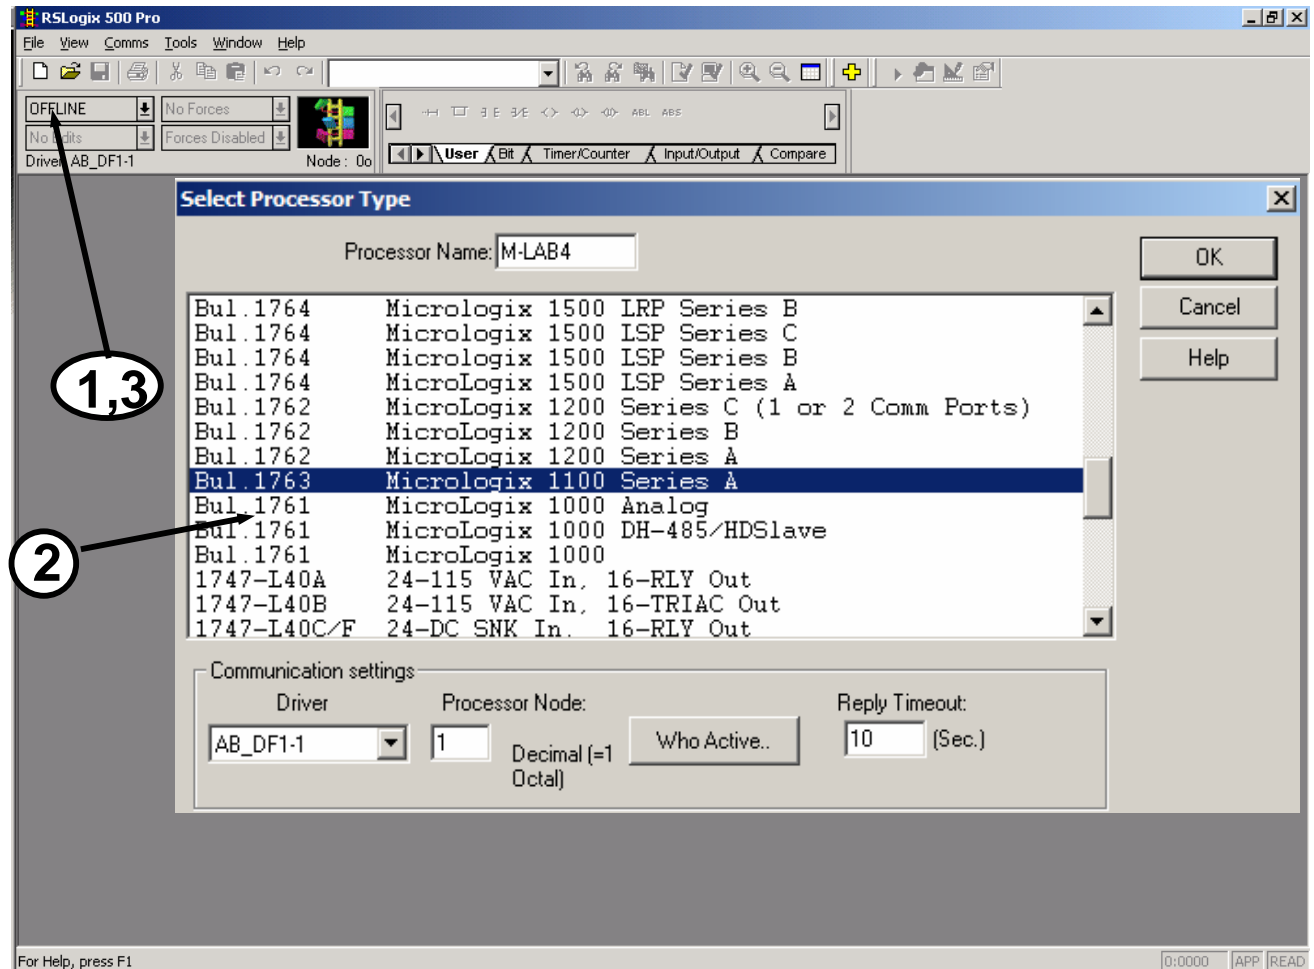 RSLogix 500 Pro
File View Comms Tools Window Help
OFFLINE No Forces
No Edits Forces Disabled
Driver: AB_DF1-1 Node : 0o
ABL ABS
User Bit Timer/Counter Input/Output Compare
Select Processor Type
Processor Name: M-LAB4
OK
Cancel
Help
Bul.1764 Micrologix 1500 LRP Series B
Bul.1764 Micrologix 1500 LSP Series C
Bul.1764 Micrologix 1500 LSP Series B
Bul.1764 MicroLogix 1500 LSP Series A
Bul.1762 MicroLogix 1200 Series C (1 or 2 Comm Ports)
Bul.1762 MicroLogix 1200 Series B
Bul.1762 MicroLogix 1200 Series A
Bul.1763 Micrologix 1100 Series A
Bul.1761 MicroLogix 1000 Analog
Bul.1761 MicroLogix 1000 DH-485/HDSlave
Bul.1761 MicroLogix 1000
1747-L40A 24-115 VAC In, 16-RLY Out
1747-L40B 24-115 VAC In, 16-TRIAC Out
1747-L40C/F 24-DC SNK In, 16-RLY Out
1,3
2
Communication settings
Driver Processor Node: Reply Timeout:
AB_DF1-1 1 Decimal (=1 Octal) Who Active.. 10 (Sec.)
For Help, press F1 0:0000 APP READ